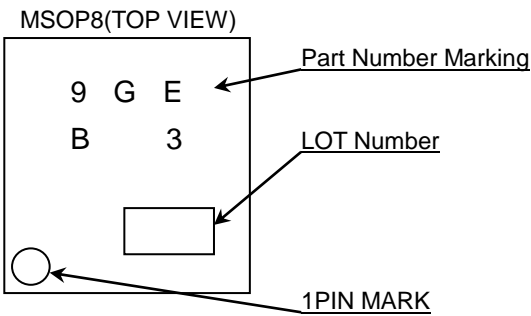 MSOP8(TOP VIEW)
Part Number Marking
9 G E
B 3
LOT Number
1PIN MARK